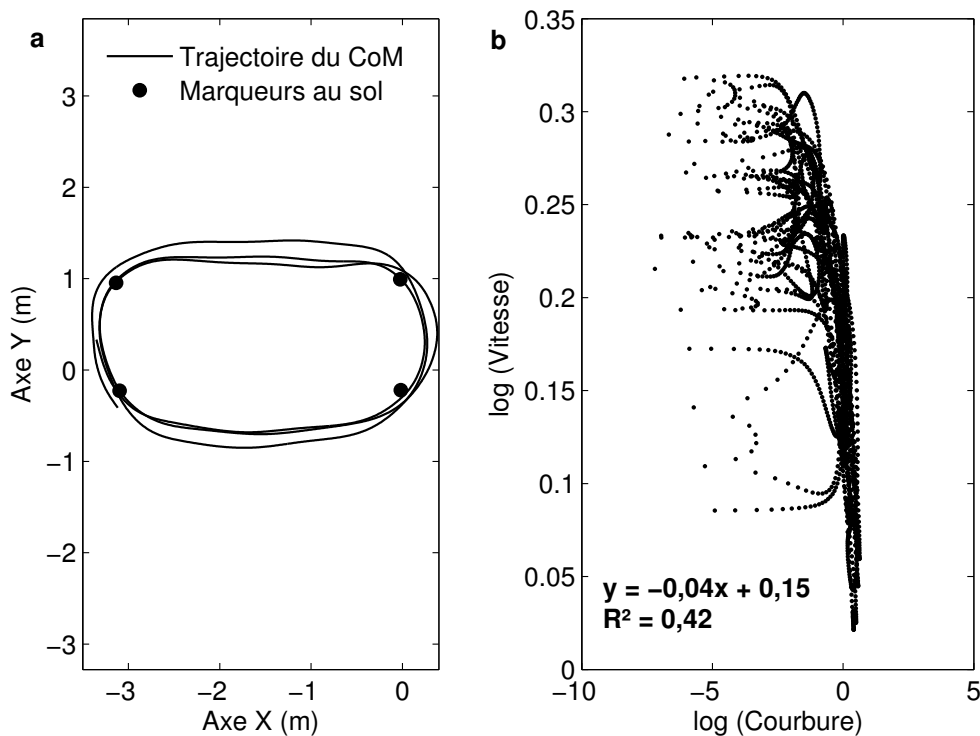 a
Trajectoire du CoM
Marqueurs au sol
3
2
1
0
−1
−2
−3
Axe Y (m)
−3
−2
−1
0
Axe X (m)
b
0.35
0.3
0.25
0.2
0.15
0.1
0.05
0
log (Vitesse)
y = −0,04x + 0,15
R² = 0,42
−10
−5
0
5
log (Courbure)